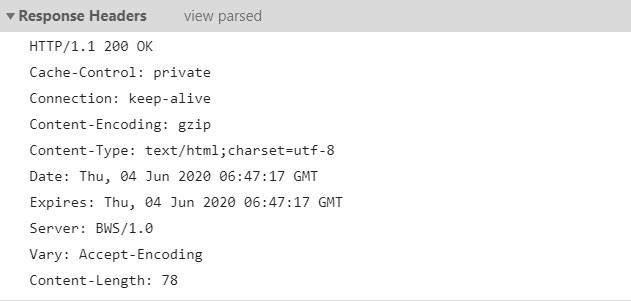 Response Headers view parsed
HTTP/1.1 200 OK
Cache-Control: private
Connection: keep-alive
Content-Encoding: gzip
Content-Type: text/html;charset=utf-8
Date: Thu, 04 Jun 2020 06:47:17 GMT
Expires: Thu, 04 Jun 2020 06:47:17 GMT
Server: BWS/1.0
Vary: Accept-Encoding
Content-Length: 78